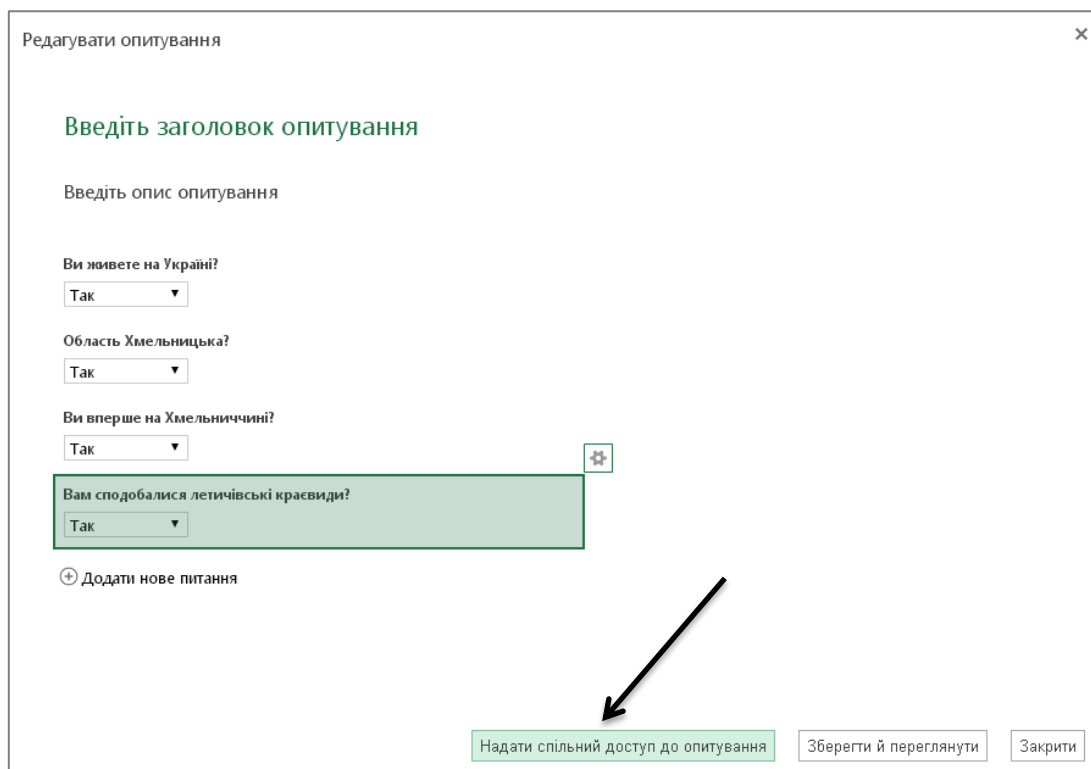 Редагувати опитування
Введіть заголовок опитування
Введіть опис опитування
Ви живете на Україні?
Так
Область Хмельницька?
Так
Ви вперше на Хмельниччині?
Так
Вам сподобалися летичівські краєвиди?
Так
Додати нове питання
Надати спільний доступ до опитування Зберегти й переглянути Закрити